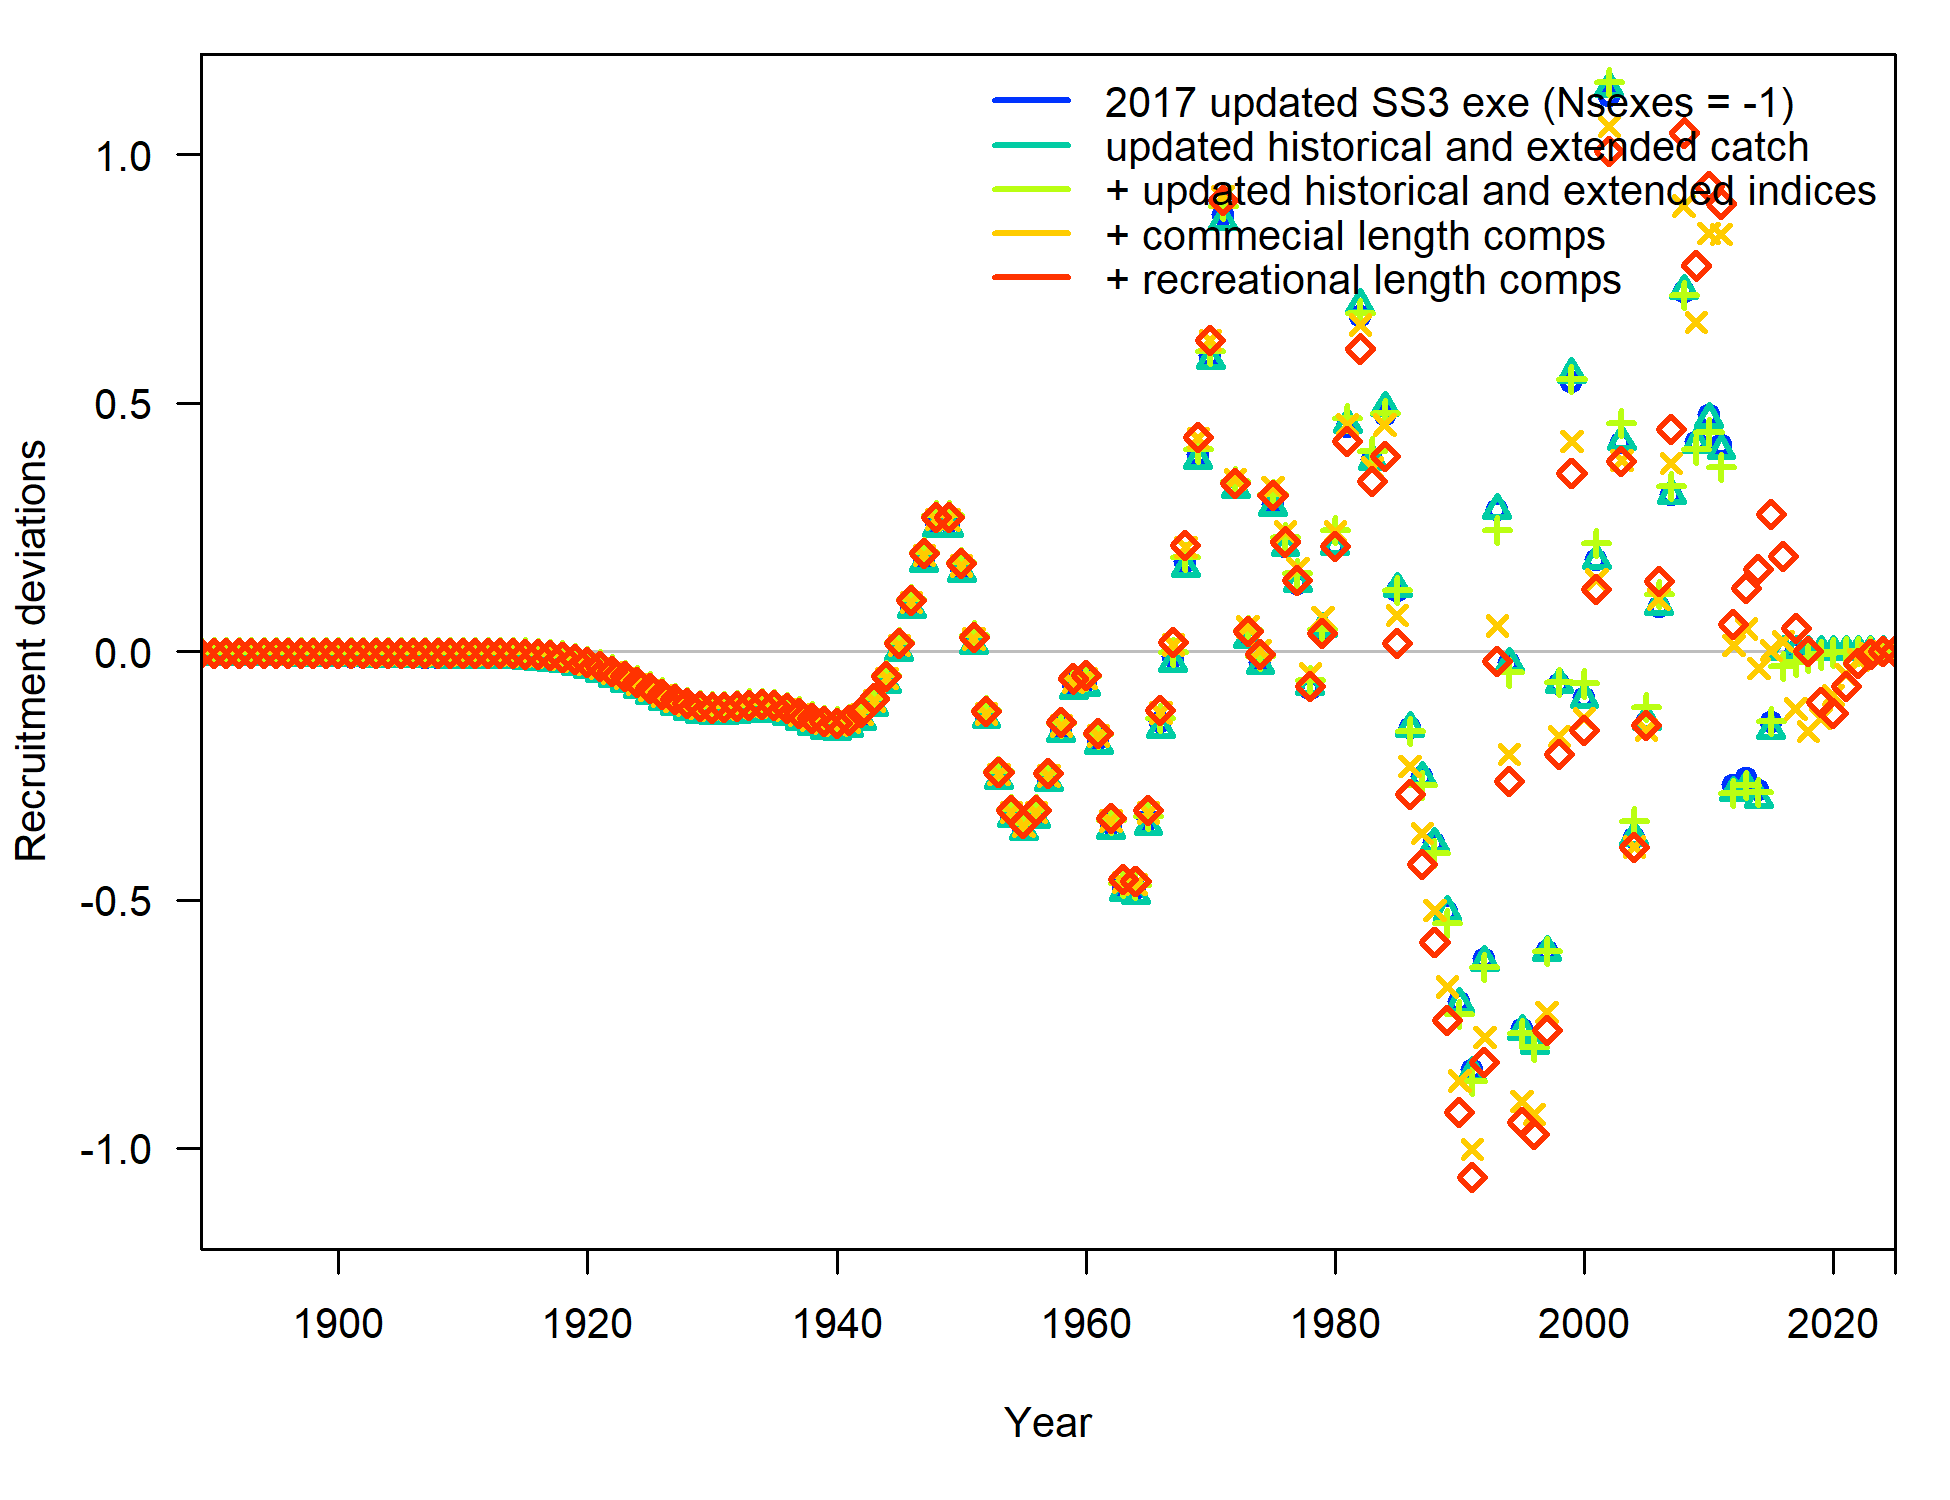 2017 updated SS3 exe (Nsexes = -1)
updated historical and extended catch
+ updated historical and extended indices
+ commecial length comps
+ recreational length comps
1.0
0.5
0.0
-0.5
-1.0
Recruitment deviations
1900 1920 1940 1960 1980 2000 2020
Year